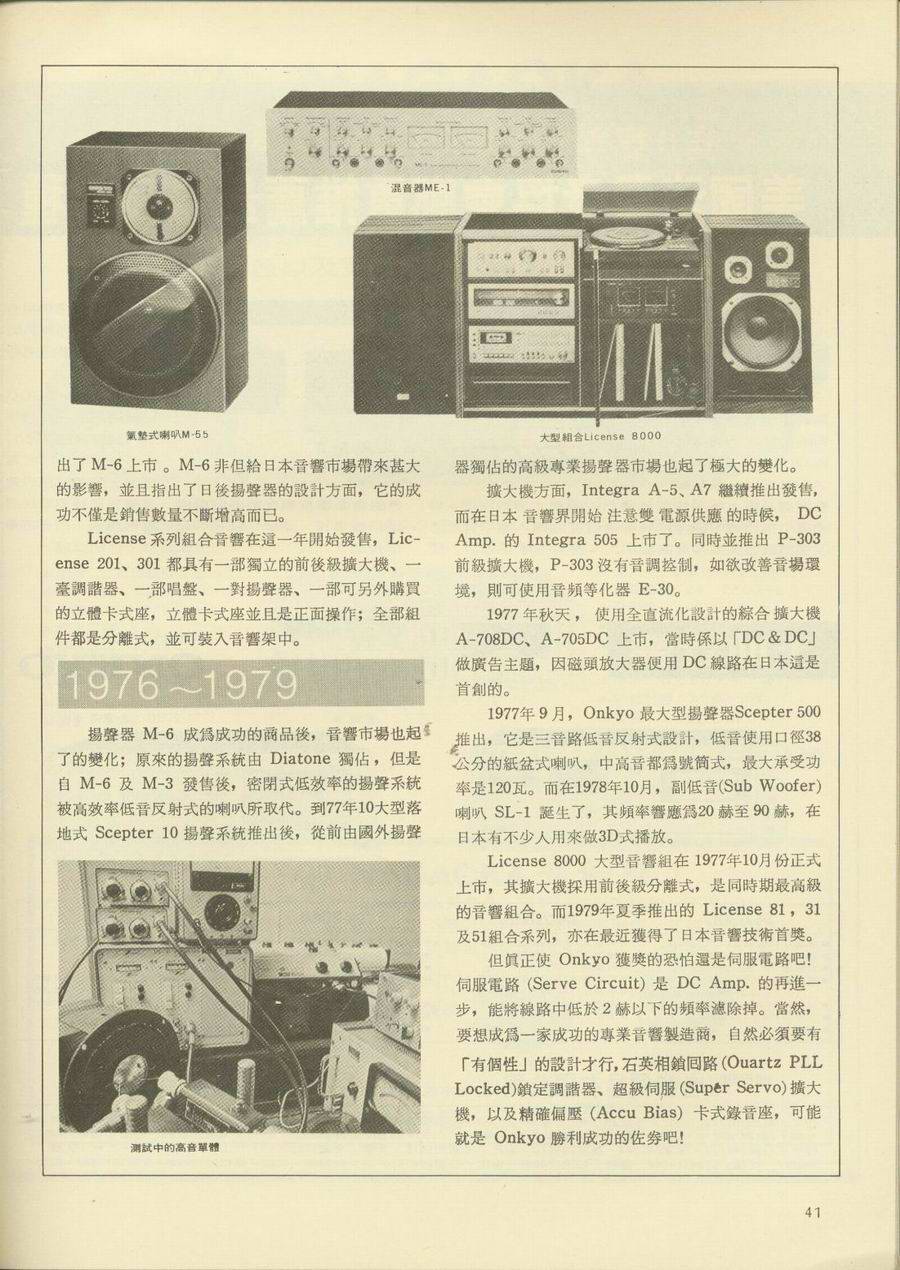 混音器ME-1
氣墊式喇叭M-55
大型組合License 8000
出了 M-6 上市 。M-6 非但給日本音響市場帶來甚大
的影響，並且指出了日後揚聲器的設計方面，它的成
功不僅是銷售數量不斷增高而已。
License 系列組合音響在這一年開始發售，Lic-
ense 201、301 都具有一部獨立的前後級擴大機、一
臺調諧器、一部唱盤、一對揚聲器、一部可另外購買
的立體卡式座，立體卡式座並且是正面操作；全部組
件都是分離式，並可裝入音響架中。
1976～1979
揚聲器 M-6 成爲成功的商品後，音響市場也起
了的變化；原來的揚聲系統由 Diatone 獨佔，但是
自 M-6 及 M-3 發售後，密閉式低效率的揚聲系統
被高效率低音反射式的喇叭所取代。到77年10大型落
地式 Scepter 10 揚聲系統推出後，從前由國外揚聲
測試中的高音單體
器獨佔的高級專業揚聲器市場也起了極大的變化。
擴大機方面，Integra A-5、A7 繼續推出發售，
而在日本 音響界開始 注意雙 電源供應 的時候， DC
Amp. 的 Integra 505 上市了。同時並推出 P-303
前級擴大機，P-303 沒有音調控制，如欲改善音場環
境，則可使用音頻等化器 E-30。
1977 年秋天， 使用全直流化設計的綜合 擴大機
A-708DC、A-705DC 上市，當時係以「DC & DC」
做廣告主題，因磁頭放大器便用 DC 線路在日本這是
首創的。
1977年 9 月，Onkyo 最大型揚聲器Scepter 500
推出，它是三音路低音反射式設計，低音使用口徑38
公分的紙盆式喇叭，中高音都爲號筒式，最大承受功
率是120瓦。而在1978年10月，副低音(Sub Woofer)
喇叭 SL-1 誕生了，其頻率響應爲20 赫至 90 赫，在
日本有不少人用來做3D式播放。
License 8000 大型音響組在 1977年10月份正式
上市，其擴大機採用前後級分離式，是同時期最高級
的音響組合。而1979年夏季推出的 License 81，31
及51組合系列，亦在最近獲得了日本音響技術首獎。
但眞正使 Onkyo 獲獎的恐怕還是伺服電路吧！
伺服電路 (Serve Circuit) 是 DC Amp. 的再進一
步，能將線路中低於 2 赫以下的頻率濾除掉。當然，
要想成爲一家成功的專業音響製造商，自然必須要有
「有個性」的設計才行，石英相鎖回路 (Ouartz PLL
Locked)鎖定調諧器、超級伺服 (Super Servo) 擴大
機，以及精確偏壓 (Accu Bias) 卡式錄音座，可能
就是 Onkyo 勝利成功的佐券吧！
41